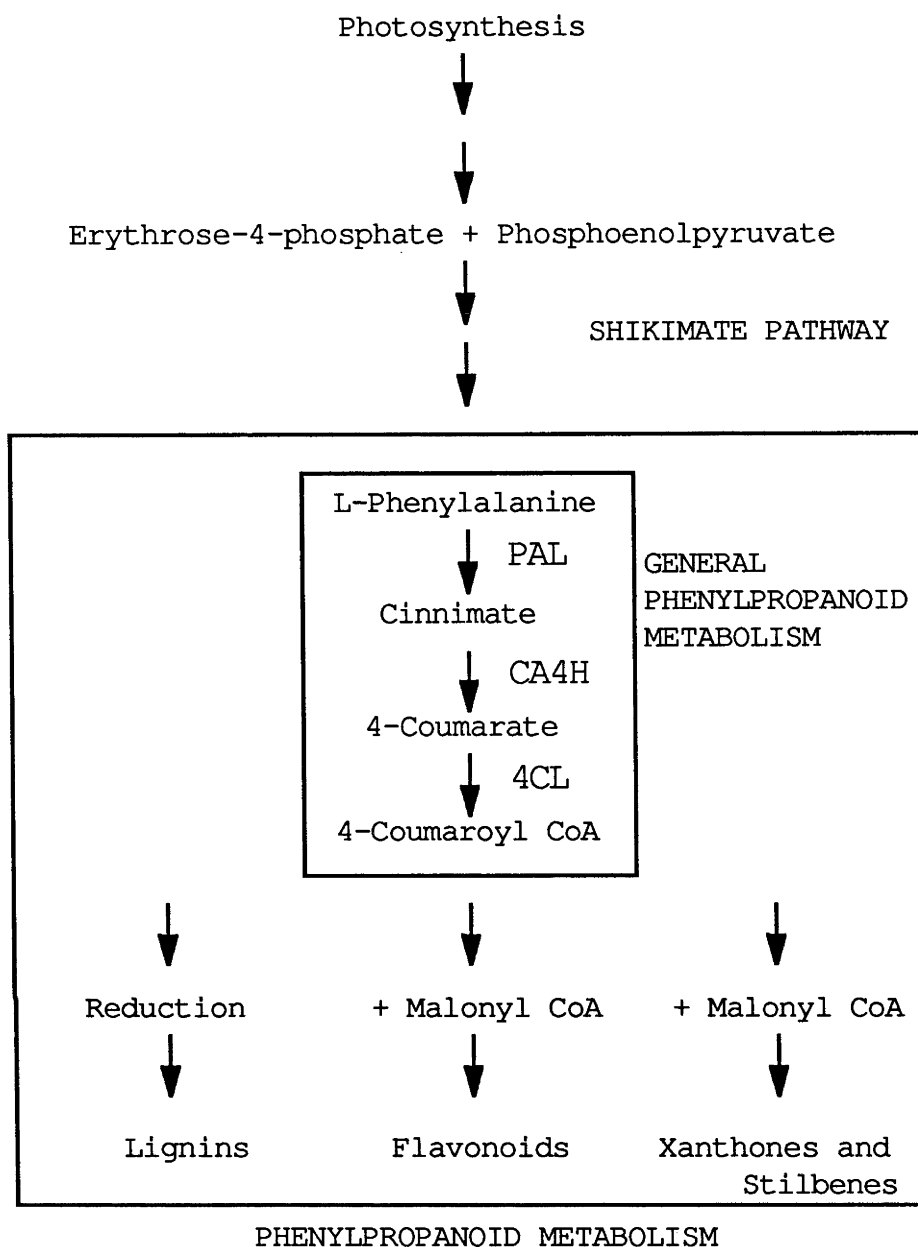 Photosynthesis
Erythrose-4-phosphate + Phosphoenolpyruvate
SHIKIMATE PATHWAY
L-Phenylalanine
PAL
GENERAL
PHENYLPROPANOID
METABOLISM
Cinnimate
CA4H
4-Coumarate
4CL
4-Coumaroyl CoA
Reduction
+ Malonyl CoA
+ Malonyl CoA
Lignins
Flavonoids
Xanthones and
Stilbenes
PHENYLPROPANOID METABOLISM